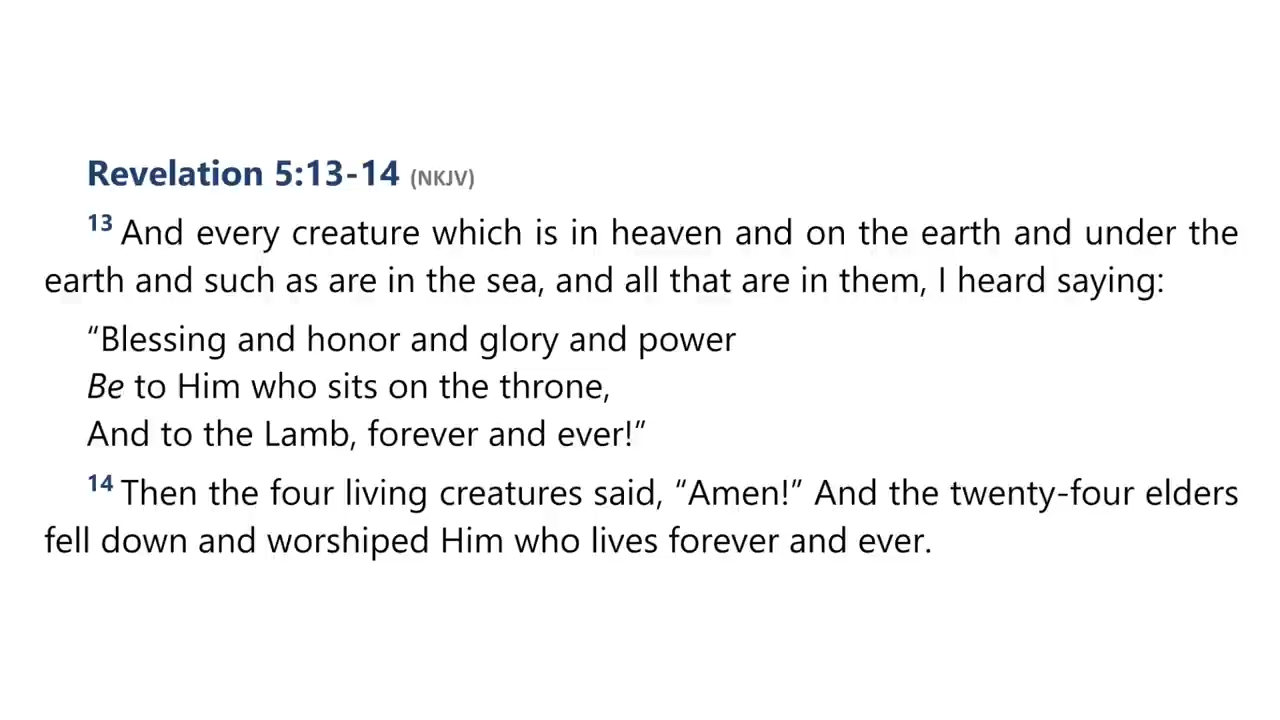 Revelation 5:13-14 (NKJV)
13 And every creature which is in heaven and on the earth and under the
earth and such as are in the sea, and all that are in them, I heard saying:
“Blessing and honor and glory and power
Be to Him who sits on the throne,
And to the Lamb, forever and ever!”
14 Then the four living creatures said, “Amen!” And the twenty-four elders
fell down and worshiped Him who lives forever and ever.